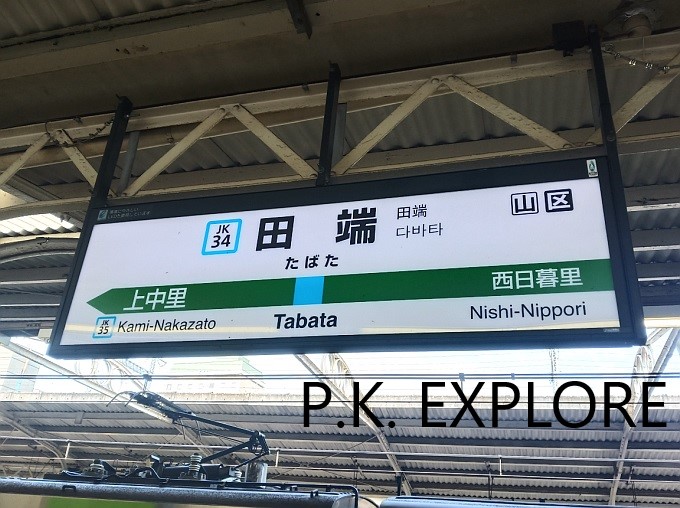 JK
34
田端
たばた
田端
다바타
山 区
上中里
西日暮里
JK
35
Kami-Nakazato
Tabata
Nishi-Nippori
P.K. EXPLORE